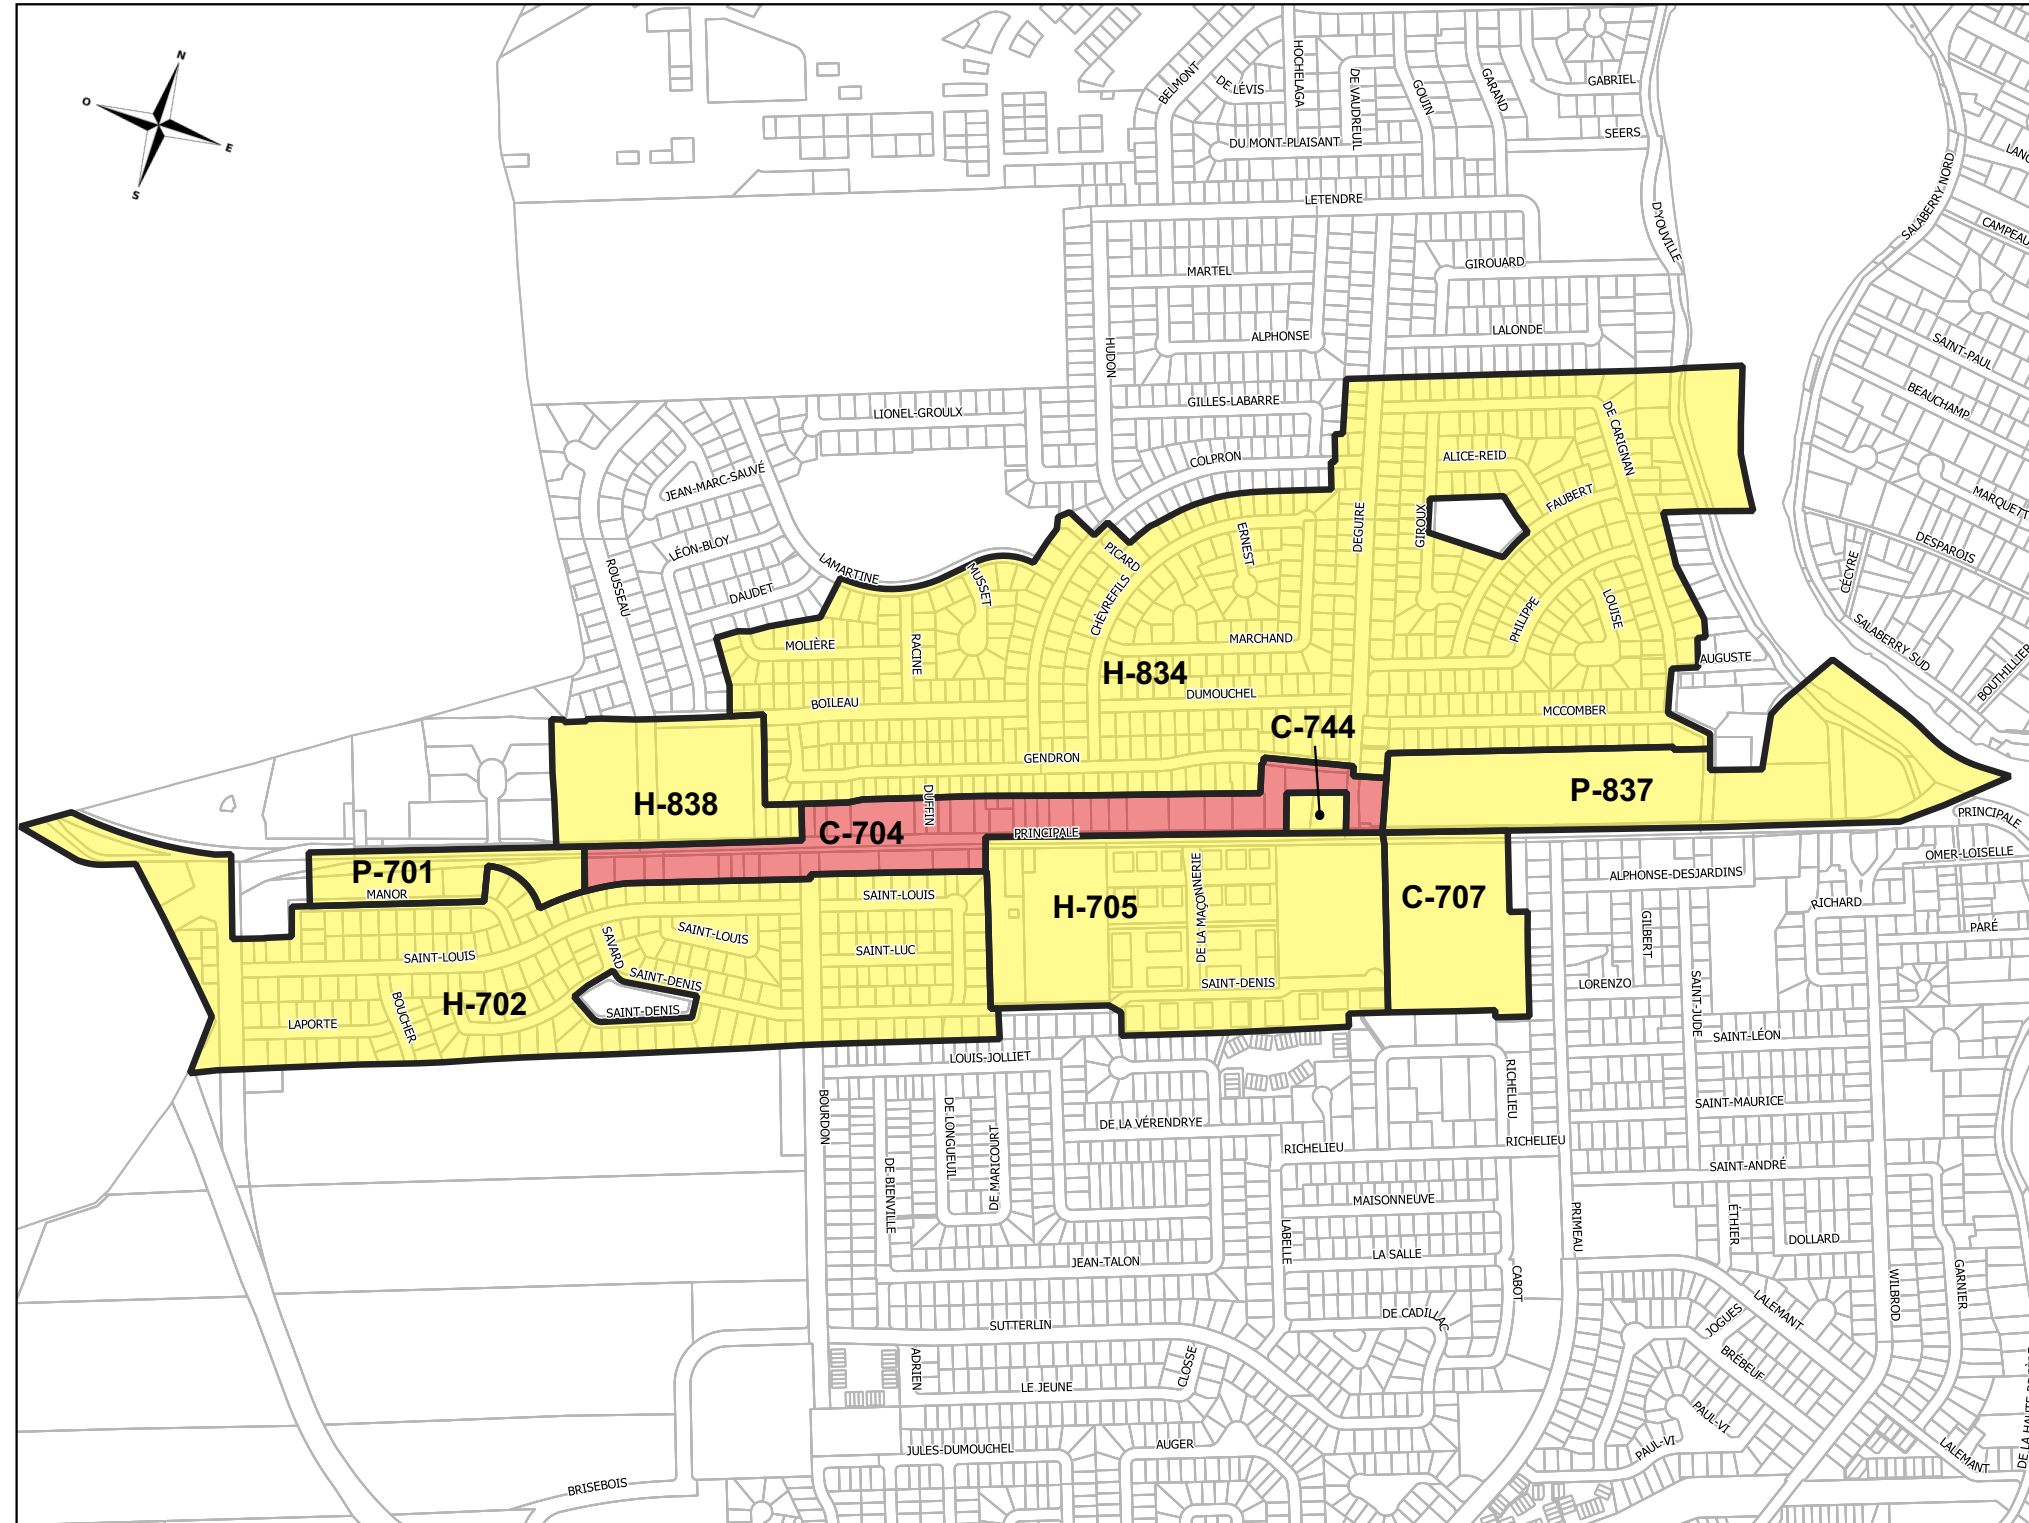 N
O
E
S
BELMONT
DE LÉVIS
HOCHELAGA
DE VAUDREUIL
GOUIN
GARAND
GABRIEL
SEERS
DU MONT-PLAISANT
LETENDRE
D'YOUVILLE
SALABERRY NORD
CAMPEAU
MARTEL
GIROUARD
ALPHONSE
LALONDE
HUDON
SAINT-PAUL
BEAUCHAMP
GILLES-LABARRE
LIONEL-GROULX
DE CARIGNAN
COLPRON
ALICE-REID
JEAN-MARC-SAUVÉ
FAUBERT
MARQUETT
DEGUIRE
GIROUX
ERNEST
PICARD
DESPAROIS
LÉON-BLOY
LAMARTINE
MUSSET
CÉCYRE
ROUSSEAU
DAUDET
CHÈVREFILS
LOUISE
PHILIPPE
SALABERRY SUD
MOLIÈRE
RACINE
MARCHAND
AUGUSTE
BOUTHILLIER
H-834
DUMOUCHEL
BOILEAU
MCCOMBER
C-744
GENDRON
H-838
DUFFIN
P-837
C-704
PRINCIPALE
PRINCIPALE
P-701
MANOR
OMER-LOISELLE
ALPHONSE-DESJARDINS
SAINT-LOUIS
H-705
DE LA MAÇONNERIE
C-707
RICHARD
GILBERT
PARÉ
SAINT-LOUIS
SAVARD
SAINT-LOUIS
SAINT-LUC
SAINT-DENIS
SAINT-DENIS
LORENZO
SAINT-JUDE
H-702
BOUCHER
SAINT-DENIS
LAPORTE
SAINT-LÉON
LOUIS-JOLLIET
RICHELIEU
BOURDON
DE LONGUEUIL
DE MARICOURT
DE LA VÉRENDRYE
SAINT-MAURICE
RICHELIEU
RICHELIEU
DE BIENVILLE
SAINT-ANDRÉ
MAISONNEUVE
PRIMEAU
ÉTHIER
LABELLE
LA SALLE
DOLLARD
JEAN-TALON
CABOT
WILBROD
GARNIER
LALEMANT
DE CADILLAC
JOGUES
SUTTERLIN
BRÉBEUF
ADRIEN
CLOSSE
LE JEUNE
PAUL-VI
PAUL-VI
JULES-DUMOUCHEL
AUGER
LALEMANT
BRISEBOIS